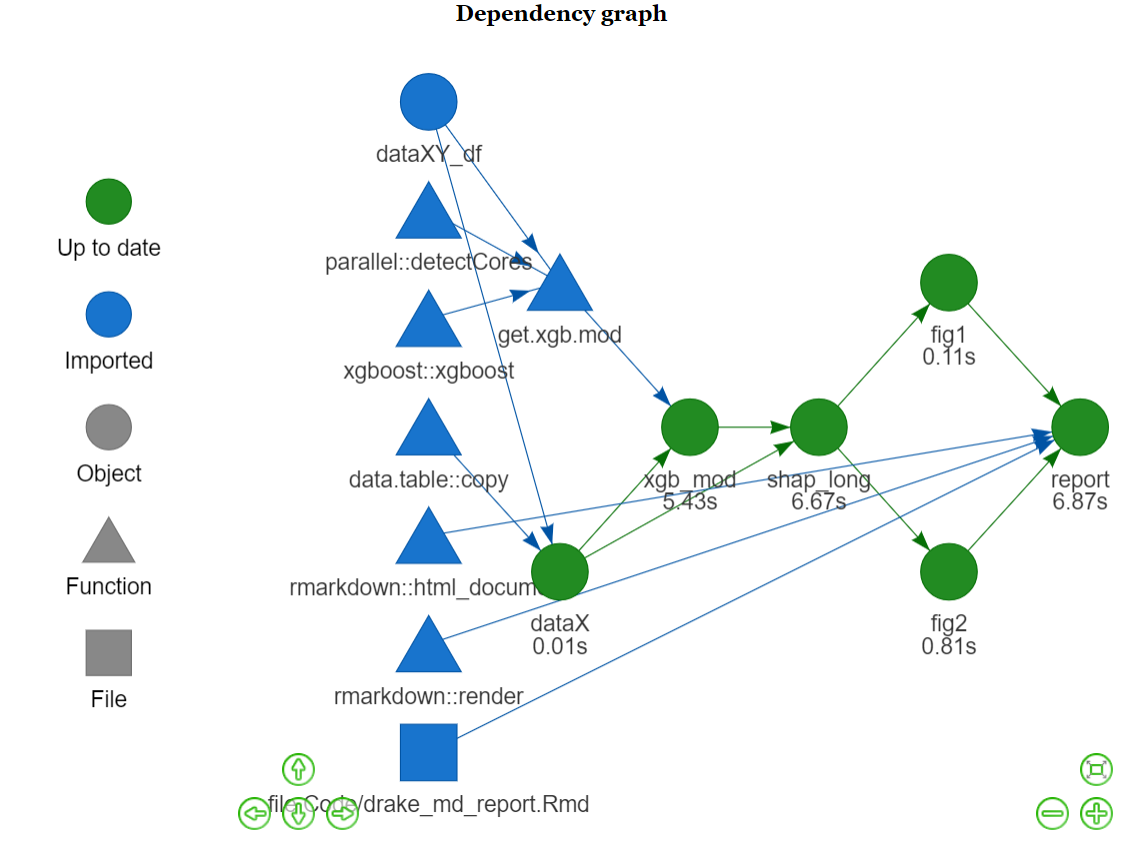 Dependency graph
Up to date
Imported
Object
Function
File
dataXY_df
parallel::detectCores
get.xgb.mod
xgboost::xgboost
data.table::copy
rmarkdown::html_docum
dataX
0.01s
rmarkdown::render
file Code/drake_md_report.Rmd
xgb_mod
5.43s
shap_long
6.67s
fig1
0.11s
fig2
0.81s
report
6.87s